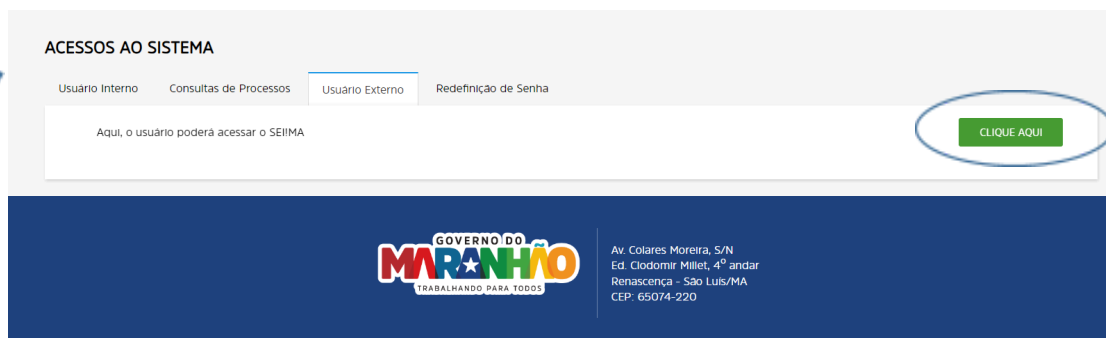 ACESSOS AO SISTEMA
Usuário Interno Consultas de Processos Usuário Externo Redefinição de Senha
Aqui, o usuário poderá acessar o SEI!MA
CLIQUE AQUI
GOVERNO DO
MARANHÃO
TRABALHANDO PARA TODOS
Av. Colares Moreira, S/N
Ed. Clodomir Millet, 4º andar
Renascença - São Luís/MA
CEP: 65074-220